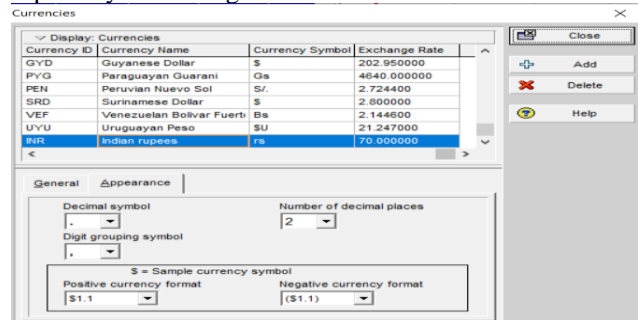 Currencies
Display: Currencies
Currency ID Currency Name Currency Symbol Exchange Rate
GYD Guyanese Dollar $ 202.950000
PYG Paraguayan Guarani Gs 4640.000000
PEN Peruvian Nuevo Sol S/. 2.724400
SRD Surinamese Dollar $ 2.800000
VEF Venezuelan Bolivar Fuerte Bs 2.144600
UYU Uruguayan Peso $U 21.247000
INR Indian rupees rs 70.000000
Close
Add
Delete
Help
General Appearance
Decimal symbol Number of decimal places
. 2
Digit grouping symbol
,
$ = Sample currency symbol
Positive currency format Negative currency format
$1.1 ($1.1)